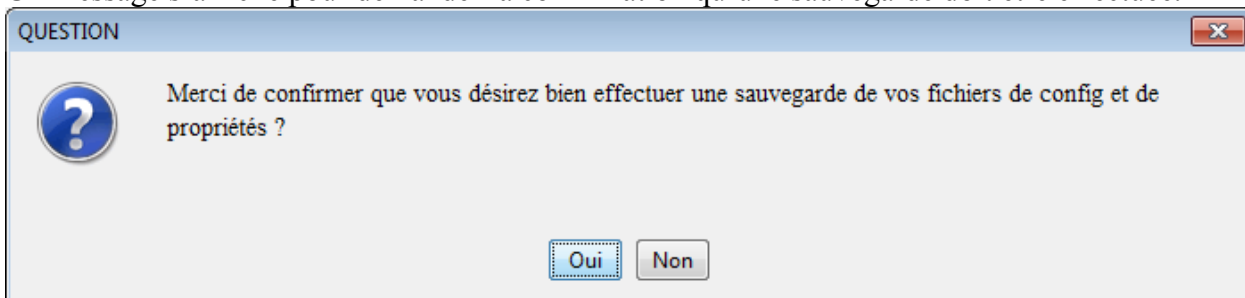 QUESTION
Merci de confirmer que vous désirez bien effectuer une sauvegarde de vos fichiers de config et de
propriétés ?
Oui Non